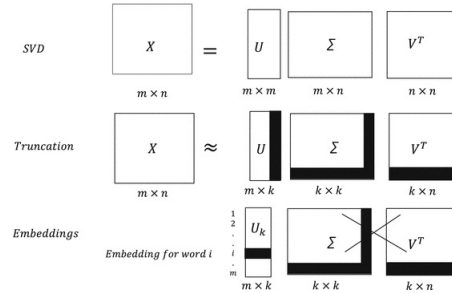 SVD X = U Σ V^T
m × n m × m m × n n × n
Truncation X ≈ U Σ V^T
m × n m × k k × k k × n
Embeddings
Embedding for word i
1
2
.
.
i
.
m
U_k Σ V^T
m × k k × k k × n